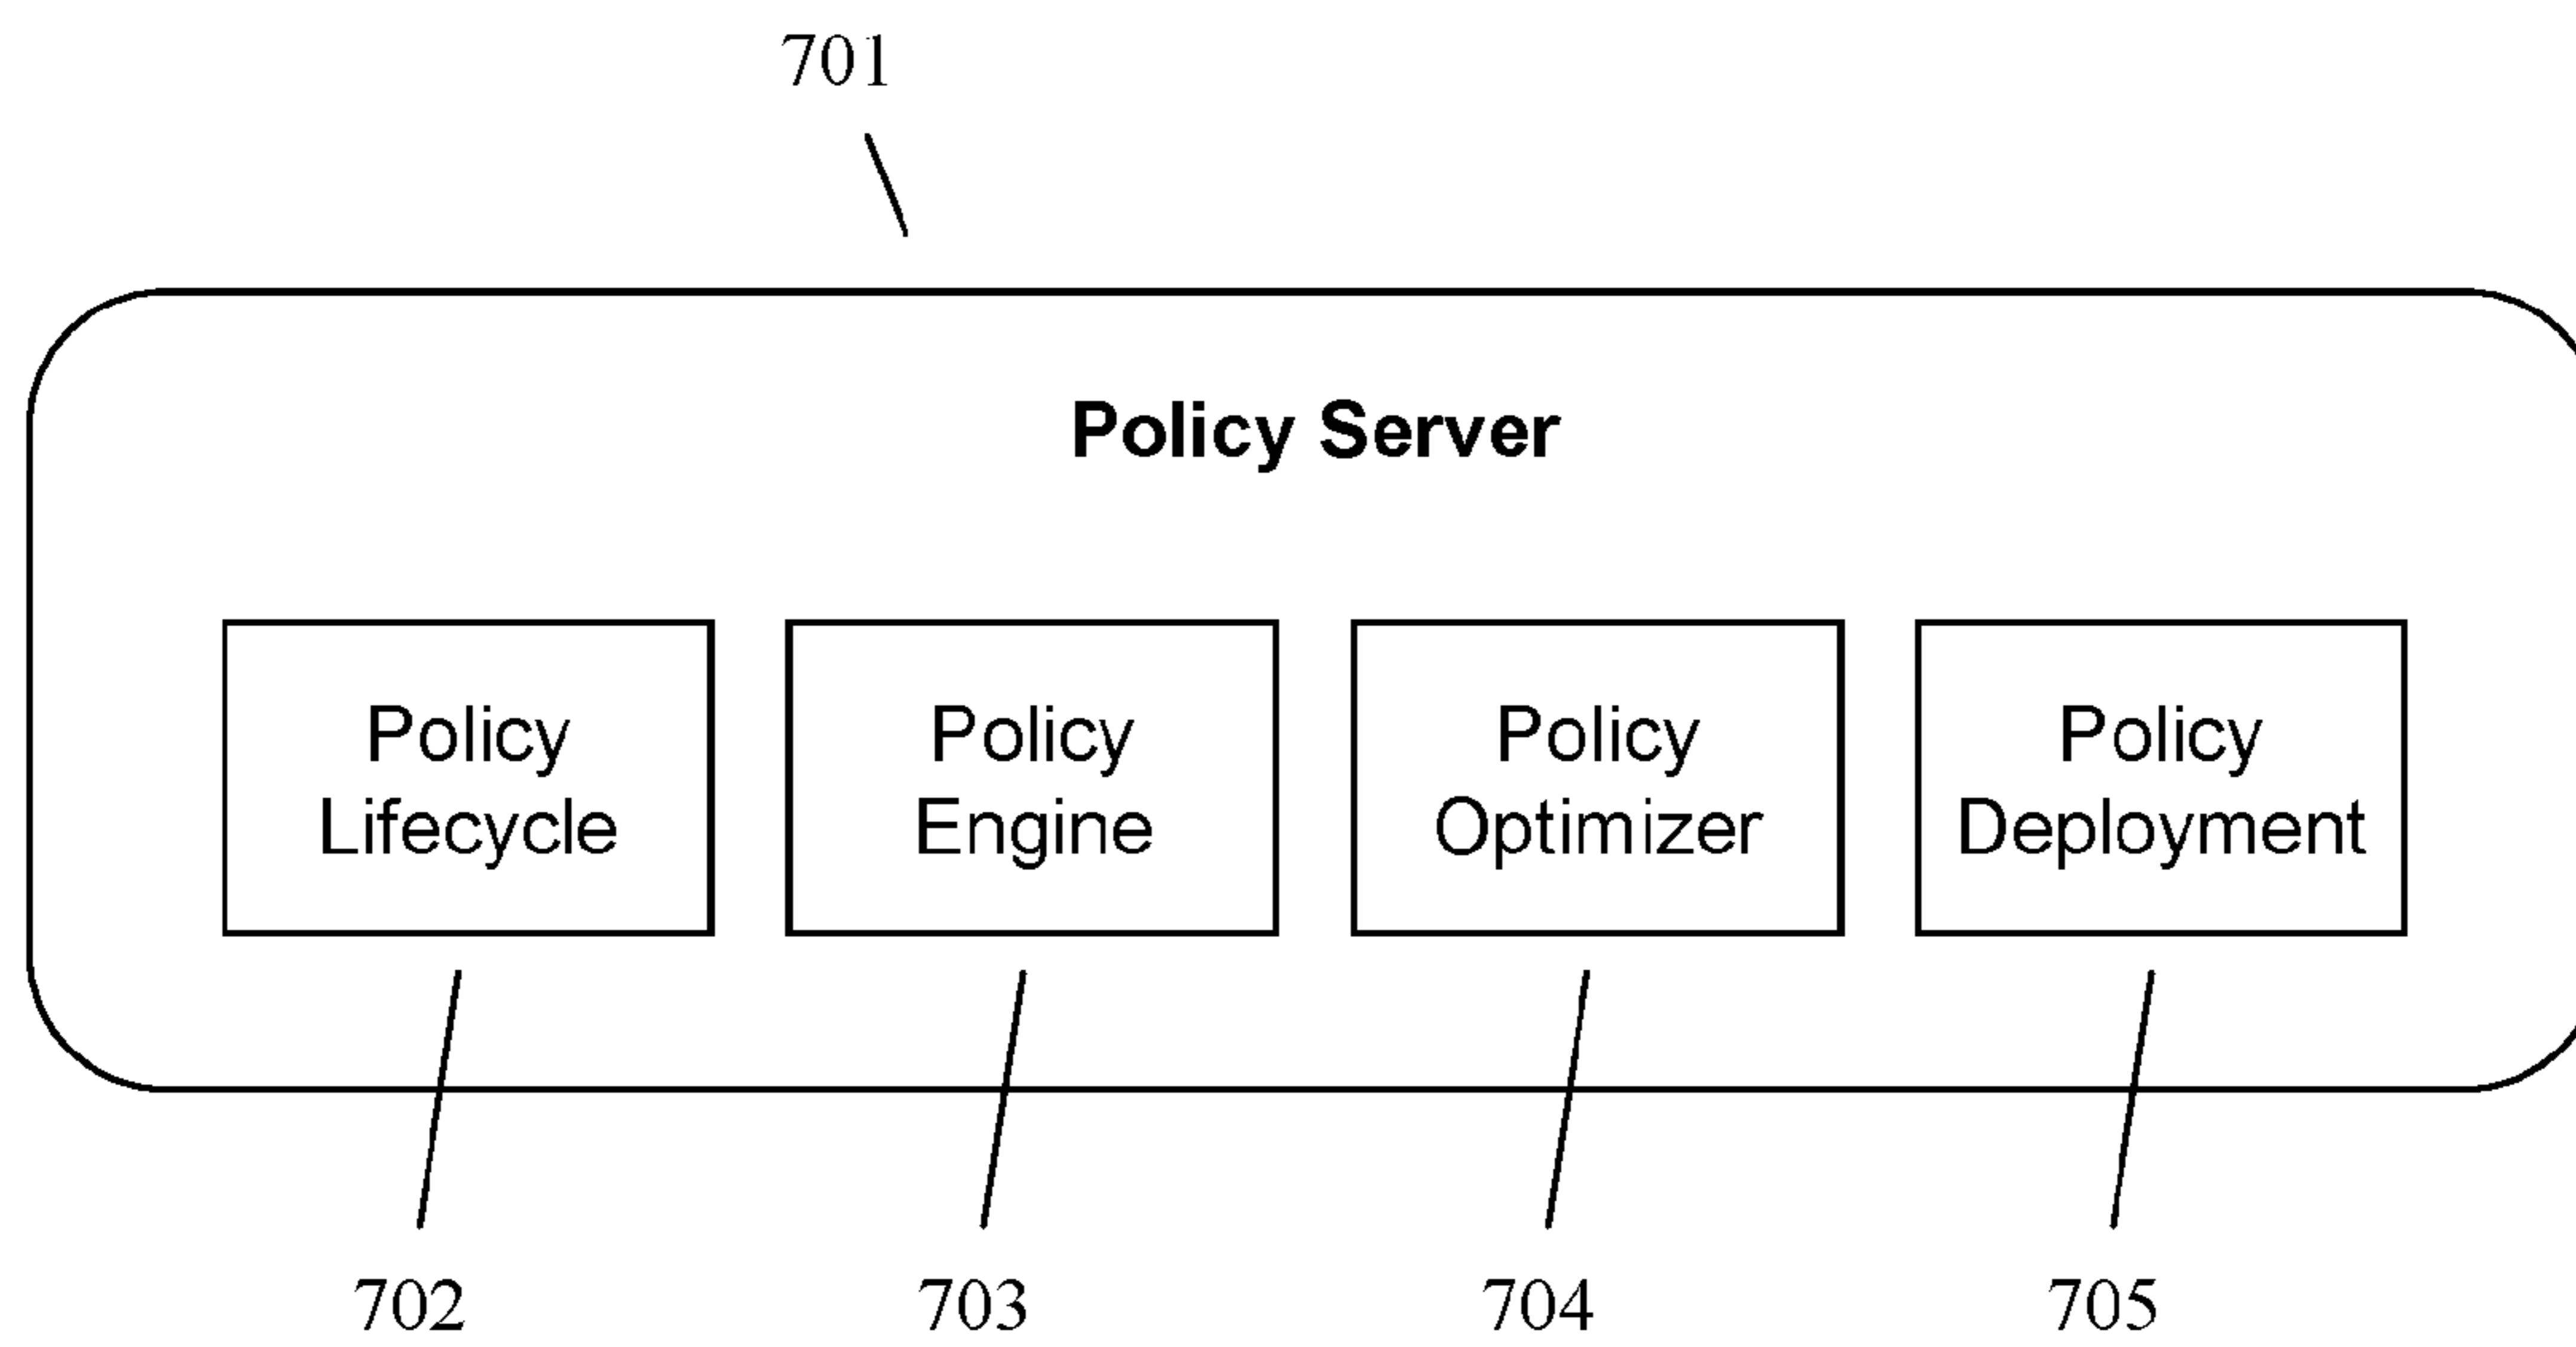 701
Policy Server
Policy
Lifecycle
Policy
Engine
Policy
Optimizer
Policy
Deployment
702
703
704
705